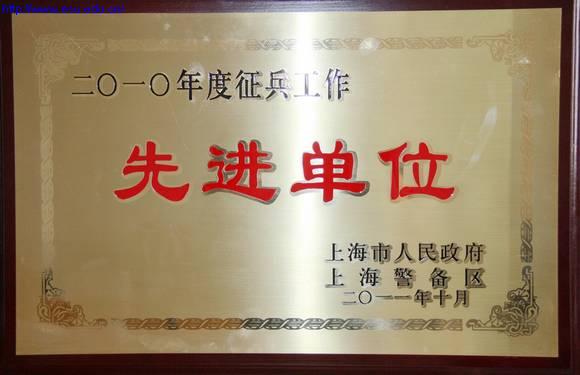 二〇一〇年度征兵工作
先进单位
上海市人民政府
上海警备区
二〇一一年十月